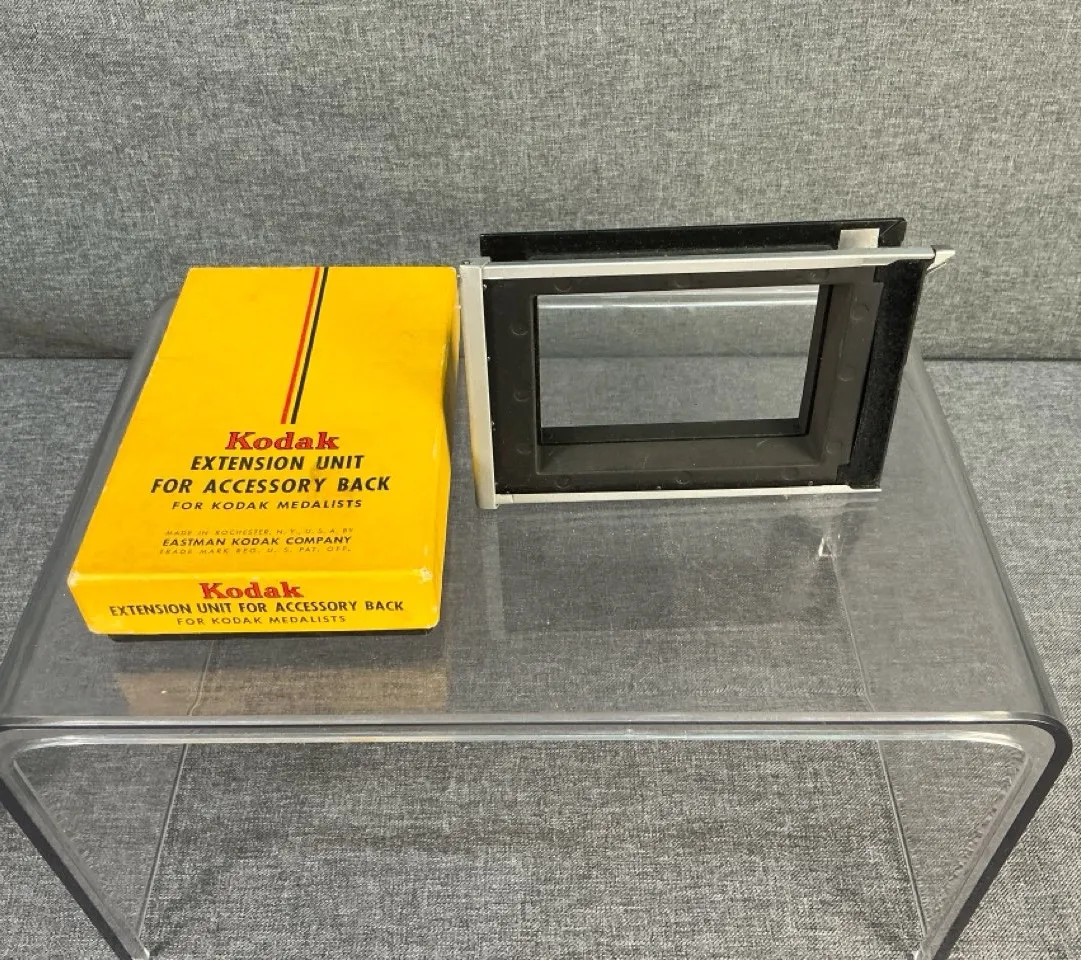 Kodak
EXTENSION UNIT
FOR ACCESSORY BACK
FOR KODAK MEDALISTS
MADE IN ROCHESTER, N. Y., U. S. A. BY
EASTMAN KODAK COMPANY
TRADE MARK REG. U. S. PAT. OFF.
Kodak
EXTENSION UNIT FOR ACCESSORY BACK
FOR KODAK MEDALISTS